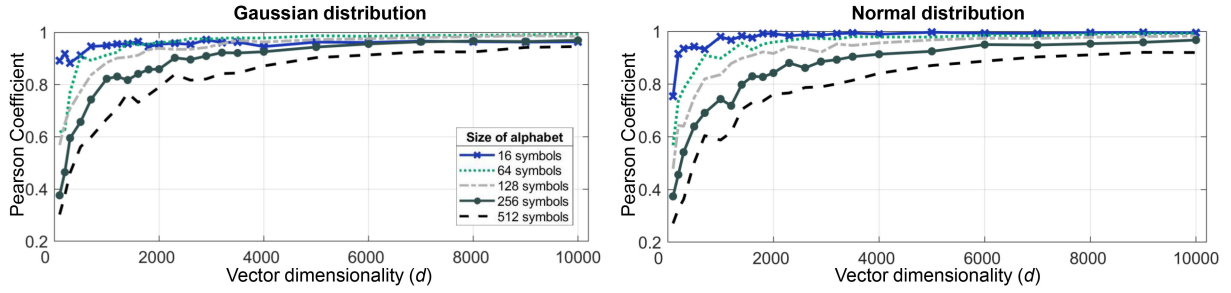 Gaussian distribution
Pearson Coefficient
1
0.8
0.6
0.4
0.2
0 2000 4000 6000 8000 10000
Vector dimensionality (d)
Size of alphabet
16 symbols
64 symbols
128 symbols
256 symbols
512 symbols
Normal distribution
Pearson Coefficient
1
0.8
0.6
0.4
0.2
0 2000 4000 6000 8000 10000
Vector dimensionality (d)